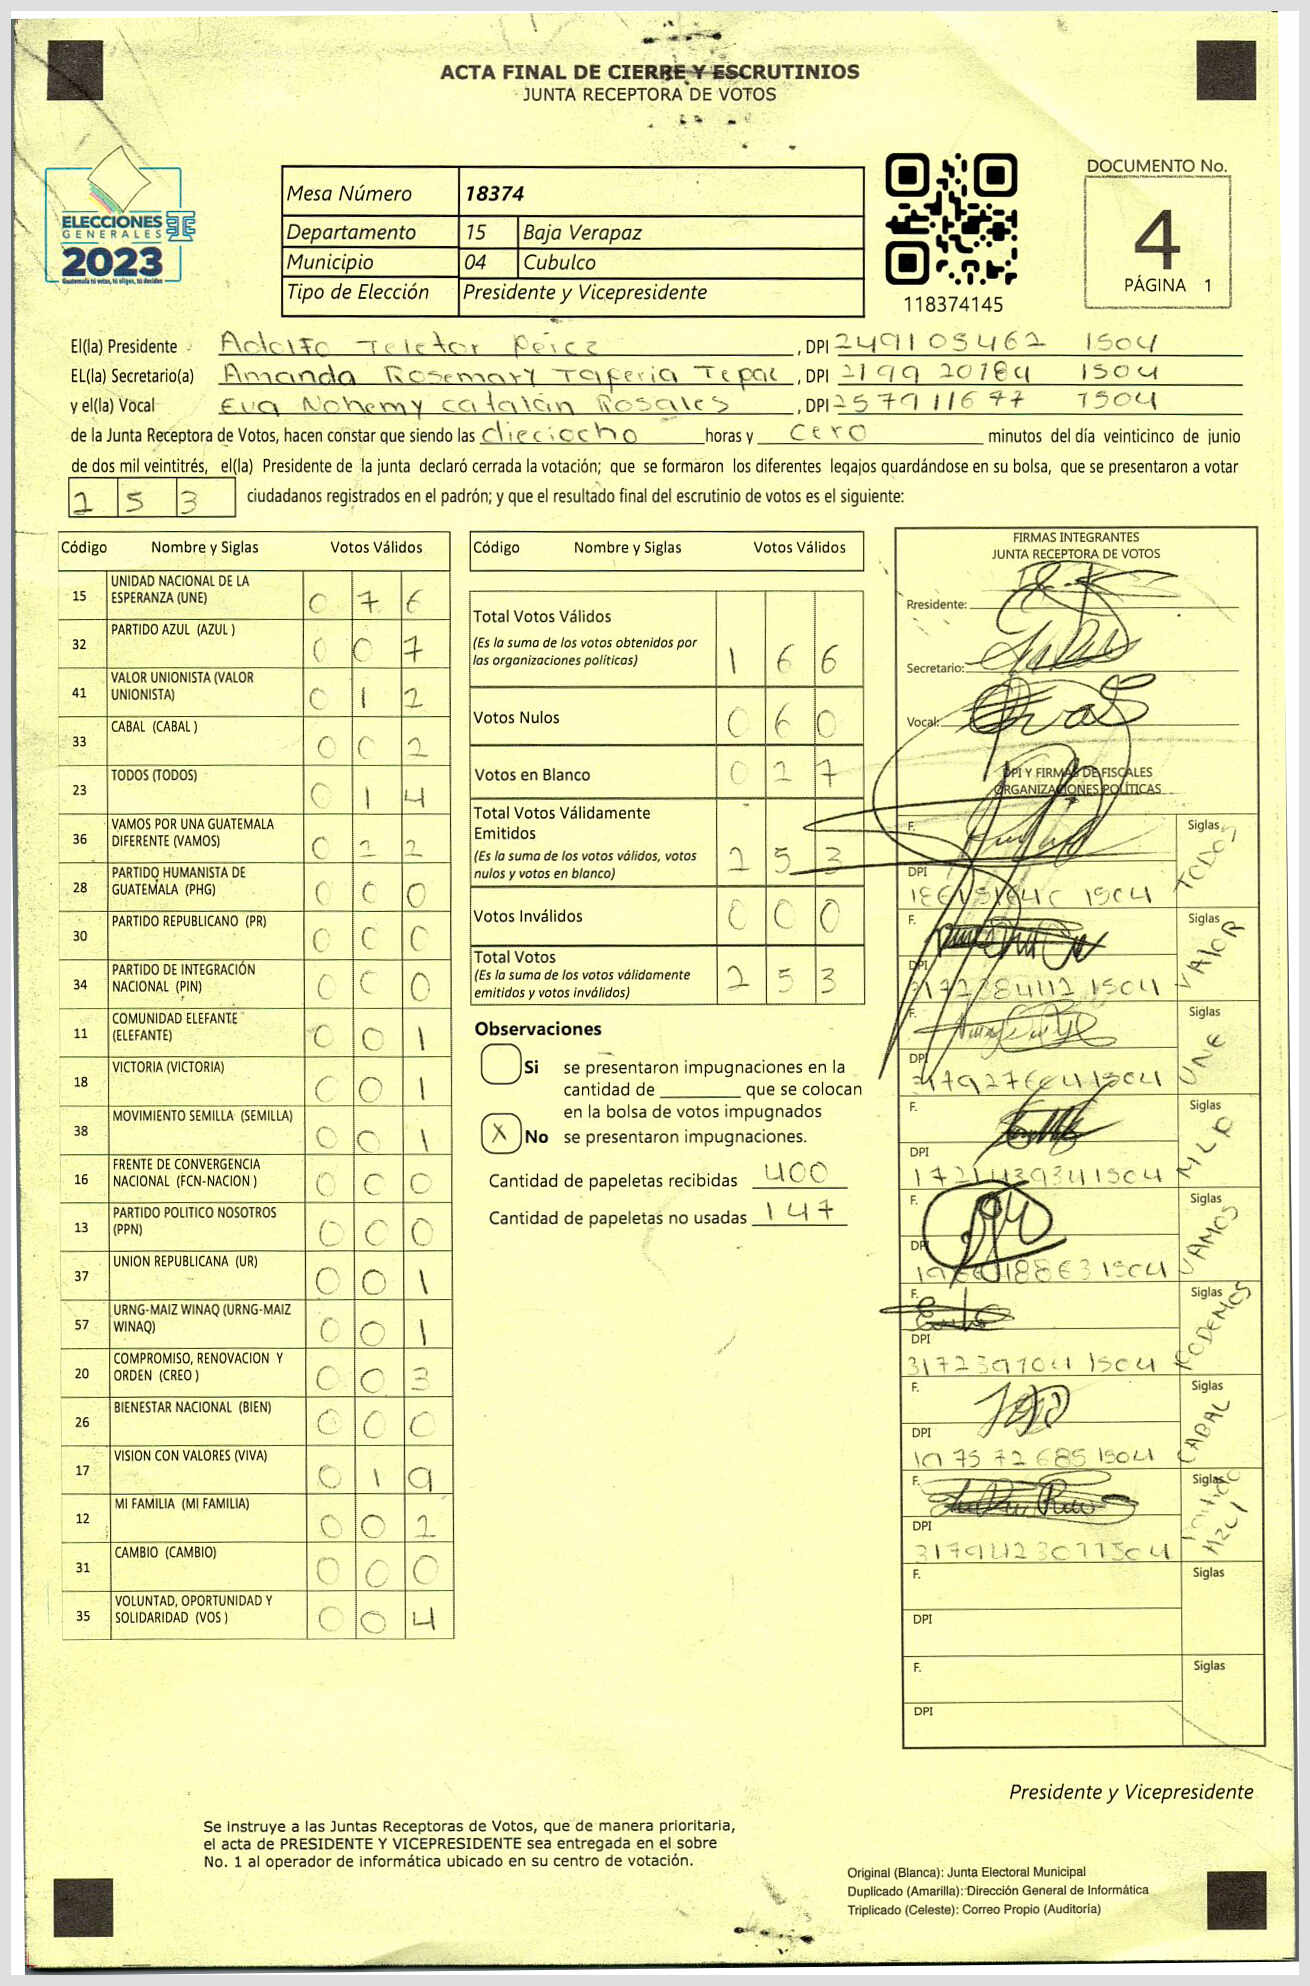 ACTA FINAL DE CIERRE Y ESCRUTINIOS
JUNTA RECEPTORA DE VOTOS
ELECCIONES
GENERALES
2023
Guatemala tú votas, tú eliges, tú decides
Mesa Número 18374
Departamento 15 Baja Verapaz
Municipio 04 Cubulco
Tipo de Elección Presidente y Vicepresidente
118374145
DOCUMENTO No.
4
PÁGINA 1
El(la) Presidente Adolfo Teletor Pérez, DPI 249105462 1504
EL(la) Secretario(a) Amanda Rosemary Taperia Tepac, DPI 2199 20784 1504
y el(la) Vocal Eva Nohemy Catalán Rosales, DPI 257911677 1504
de la Junta Receptora de Votos, hacen constar que siendo las dieciocho horas y cero minutos del día veinticinco de junio
de dos mil veintitrés, el(la) Presidente de la junta declaró cerrada la votación; que se formaron los diferentes legajos guardándose en su bolsa, que se presentaron a votar
2 5 3 ciudadanos registrados en el padrón; y que el resultado final del escrutinio de votos es el siguiente:
Código Nombre y Siglas Votos Válidos
15 UNIDAD NACIONAL DE LA ESPERANZA (UNE) 0 7 6
32 PARTIDO AZUL (AZUL ) 0 0 7
41 VALOR UNIONISTA (VALOR UNIONISTA) 0 1 2
33 CABAL (CABAL ) 0 0 2
23 TODOS (TODOS) 0 1 4
36 VAMOS POR UNA GUATEMALA DIFERENTE (VAMOS) 0 2 2
28 PARTIDO HUMANISTA DE GUATEMALA (PHG) 0 0 0
30 PARTIDO REPUBLICANO (PR) 0 0 0
34 PARTIDO DE INTEGRACIÓN NACIONAL (PIN) 0 0 0
11 COMUNIDAD ELEFANTE (ELEFANTE) 0 0 1
18 VICTORIA (VICTORIA) 0 0 1
38 MOVIMIENTO SEMILLA (SEMILLA) 0 0 1
16 FRENTE DE CONVERGENCIA NACIONAL (FCN-NACION ) 0 0 0
13 PARTIDO POLITICO NOSOTROS (PPN) 0 0 0
37 UNION REPUBLICANA (UR) 0 0 1
57 URNG-MAIZ WINAQ (URNG-MAIZ WINAQ) 0 0 1
20 COMPROMISO, RENOVACION Y ORDEN (CREO ) 0 0 3
26 BIENESTAR NACIONAL (BIEN) 0 0 0
17 VISION CON VALORES (VIVA) 0 1 9
12 MI FAMILIA (MI FAMILIA) 0 0 2
31 CAMBIO (CAMBIO) 0 0 0
35 VOLUNTAD, OPORTUNIDAD Y SOLIDARIDAD (VOS ) 0 0 4
Código Nombre y Siglas Votos Válidos
Total Votos Válidos
(Es la suma de los votos obtenidos por
las organizaciones políticas) 1 6 6
Votos Nulos 0 6 0
Votos en Blanco 0 2 7
Total Votos Válidamente
Emitidos
(Es la suma de los votos válidos, votos
nulos y votos en blanco) 2 5 3
Votos Inválidos 0 0 0
Total Votos
(Es la suma de los votos válidamente
emitidos y votos inválidos) 2 5 3
Observaciones
Si se presentaron impugnaciones en la
cantidad de ________ que se colocan
en la bolsa de votos impugnados
X No se presentaron impugnaciones.
Cantidad de papeletas recibidas 400
Cantidad de papeletas no usadas 147
FIRMAS INTEGRANTES
JUNTA RECEPTORA DE VOTOS
Presidente:
Secretario:
Vocal:
DPI Y FIRMAS DE FISCALES
ORGANIZACIONES POLÍTICAS
F. Siglas TODOS
DPI 1504
F. Siglas VALOR
DPI 3172384112 1504
F. Siglas UNE
DPI 1504
F. Siglas MLP
DPI 1504
F. Siglas VAMOS
DPI 1504
F. Siglas PODEMOS
DPI 317239704 1504
F. Siglas CABAL
DPI 1975 72685 1504
F. Siglas
DPI
F. Siglas
DPI
F. Siglas
DPI
Presidente y Vicepresidente
Se instruye a las Juntas Receptoras de Votos, que de manera prioritaria,
el acta de PRESIDENTE Y VICEPRESIDENTE sea entregada en el sobre
No. 1 al operador de informática ubicado en su centro de votación.
Original (Blanca): Junta Electoral Municipal
Duplicado (Amarilla): Dirección General de Informática
Triplicado (Celeste): Correo Propio (Auditoría)